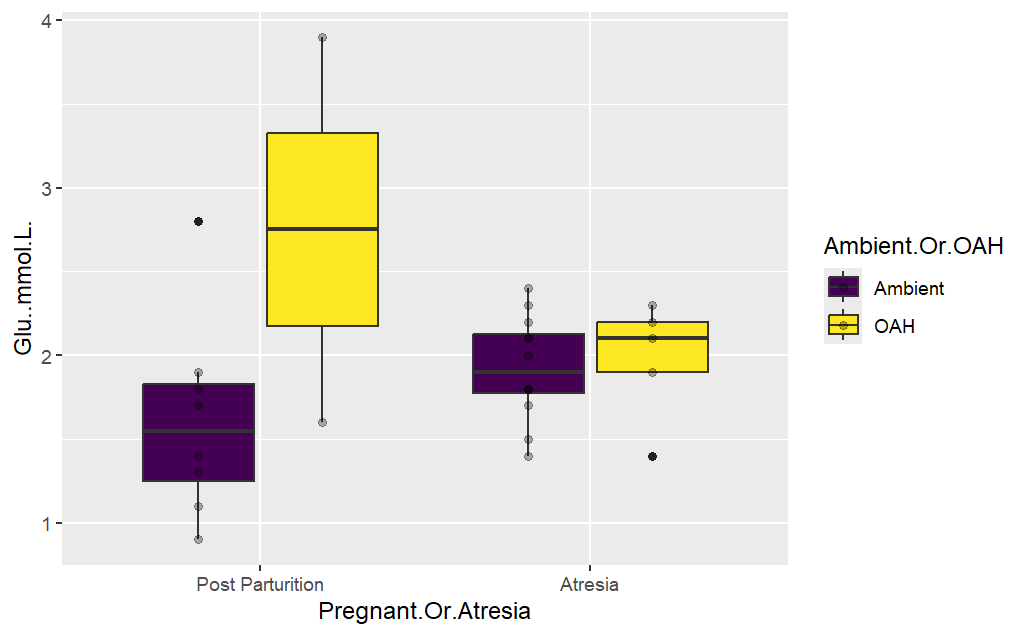 4
3
2
1
Glu..mmol.L.
Post Parturition
Atresia
Pregnant.Or.Atresia
Ambient.Or.OAH
Ambient
OAH